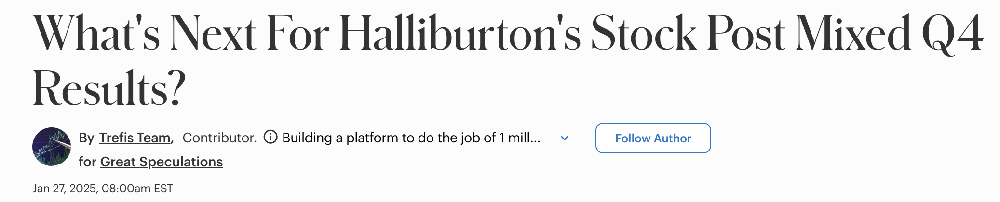 What's Next For Halliburton's Stock Post Mixed Q4
Results?
By Trefis Team, Contributor. Building a platform to do the job of 1 mill... Follow Author
for Great Speculations
Jan 27, 2025, 08:00am EST